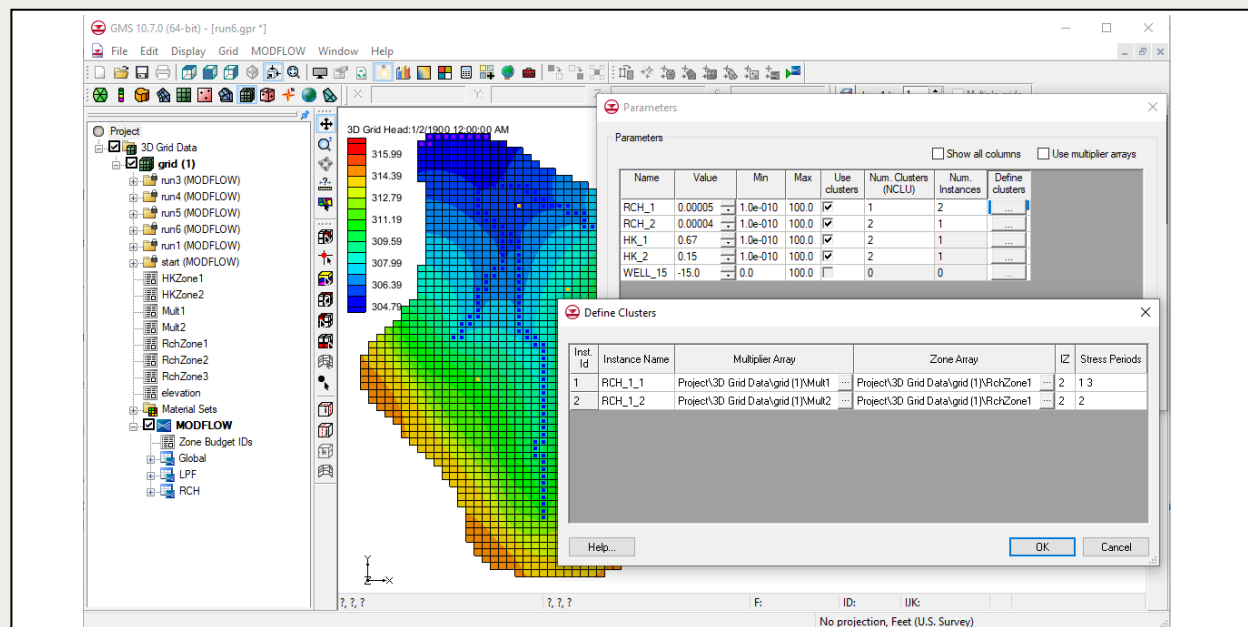 GMS 10.7.0 (64-bit) - [run6.gpr *]
File Edit Display Grid MODFLOW Window Help
X: Y:
Parameters
Project
3D Grid Data
grid (1)
run3 (MODFLOW)
run4 (MODFLOW)
run5 (MODFLOW)
run6 (MODFLOW)
run1 (MODFLOW)
start (MODFLOW)
HKZone1
HKZone2
Mult1
Mult2
RchZone1
RchZone2
RchZone3
elevation
Material Sets
MODFLOW
Zone Budget IDs
Global
LPF
RCH
3D Grid Head:1/2/1900 12:00:00 AM
315.99
314.39
312.79
311.19
309.59
307.99
306.39
304.79
Parameters
Show all columns Use multiplier arrays
Name Value Min Max Use clusters Num. Clusters (NCLU) Num. Instances Define clusters
RCH_1 0.00005 1.0e-010 100.0 1 2 ...
RCH_2 0.00004 1.0e-010 100.0 2 1 ...
HK_1 0.67 1.0e-010 100.0 2 1 ...
HK_2 0.15 1.0e-010 100.0 2 1 ...
WELL_15 -15.0 0.0 100.0 0 0 ...
Define Clusters
Inst. Id Instance Name Multiplier Array Zone Array IZ Stress Periods
1 RCH_1_1 Project\3D Grid Data\grid (1)\Mult1 ... Project\3D Grid Data\grid (1)\RchZone1 ... 2 1 3
2 RCH_1_2 Project\3D Grid Data\grid (1)\Mult2 ... Project\3D Grid Data\grid (1)\RchZone1 ... 2 2
Help... OK Cancel
Y
Z X
?, ?, ? ?, ?, ? F: ID: IJK:
No projection, Feet (U.S. Survey)